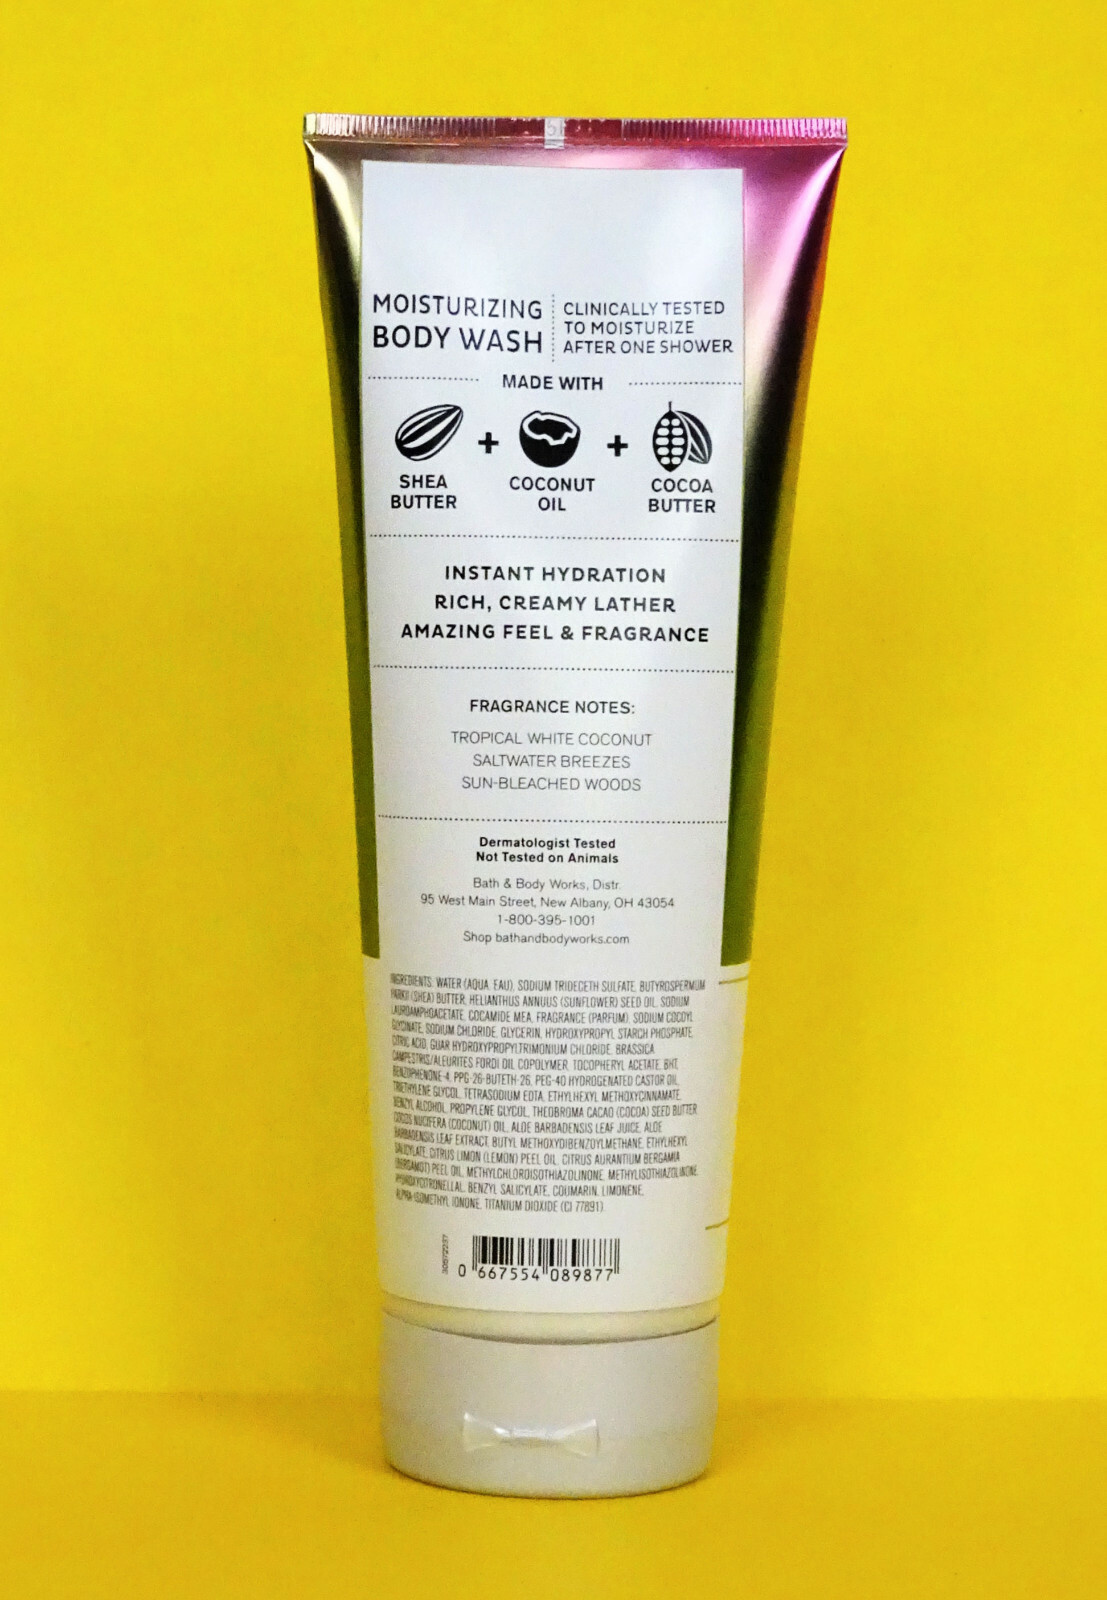 MOISTURIZING
BODY WASH
CLINICALLY TESTED
TO MOISTURIZE
AFTER ONE SHOWER
MADE WITH
SHEA
BUTTER
+
COCONUT
OIL
+
COCOA
BUTTER
INSTANT HYDRATION
RICH, CREAMY LATHER
AMAZING FEEL & FRAGRANCE
FRAGRANCE NOTES:
TROPICAL WHITE COCONUT
SALTWATER BREEZES
SUN-BLEACHED WOODS
Dermatologist Tested
Not Tested on Animals
Bath & Body Works, Distr.
95 West Main Street, New Albany, OH 43054
1-800-395-1001
Shop bathandbodyworks.com
INGREDIENTS: WATER (AQUA, EAU), SODIUM TRIDECETH SULFATE, BUTYROSPERMUM
PARKII (SHEA) BUTTER, HELIANTHUS ANNUUS (SUNFLOWER) SEED OIL, SODIUM
LAUROAMPHOACETATE, COCAMIDE MEA, FRAGRANCE (PARFUM), SODIUM COCOYL
GLYCINATE, SODIUM CHLORIDE, GLYCERIN, HYDROXYPROPYL STARCH PHOSPHATE,
CITRIC ACID, GUAR HYDROXYPROPYLTRIMONIUM CHLORIDE, BRASSICA
CAMPESTRIS/ALEURITES FORDI OIL COPOLYMER, TOCOPHERYL ACETATE, BHT,
BENZOPHENONE-4, PPG-26-BUTETH-26, PEG-40 HYDROGENATED CASTOR OIL,
TRIETHYLENE GLYCOL, TETRASODIUM EDTA, ETHYLHEXYL METHOXYCINNAMATE,
BENZYL ALCOHOL, PROPYLENE GLYCOL, THEOBROMA CACAO (COCOA) SEED BUTTER,
COCOS NUCIFERA (COCONUT) OIL, ALOE BARBADENSIS LEAF JUICE, ALOE
BARBADENSIS LEAF EXTRACT, BUTYL METHOXYDIBENZOYLMETHANE, ETHYLHEXYL
SALICYLATE, CITRUS LIMON (LEMON) PEEL OIL, CITRUS AURANTIUM BERGAMIA
(BERGAMOT) PEEL OIL, METHYLCHLOROISOTHIAZOLINONE, METHYLISOTHIAZOLINONE,
HYDROXYCITRONELLAL, BENZYL SALICYLATE, COUMARIN, LIMONENE,
ALPHA-ISOMETHYL IONONE, TITANIUM DIOXIDE (CI 77891).
0 667554 089877